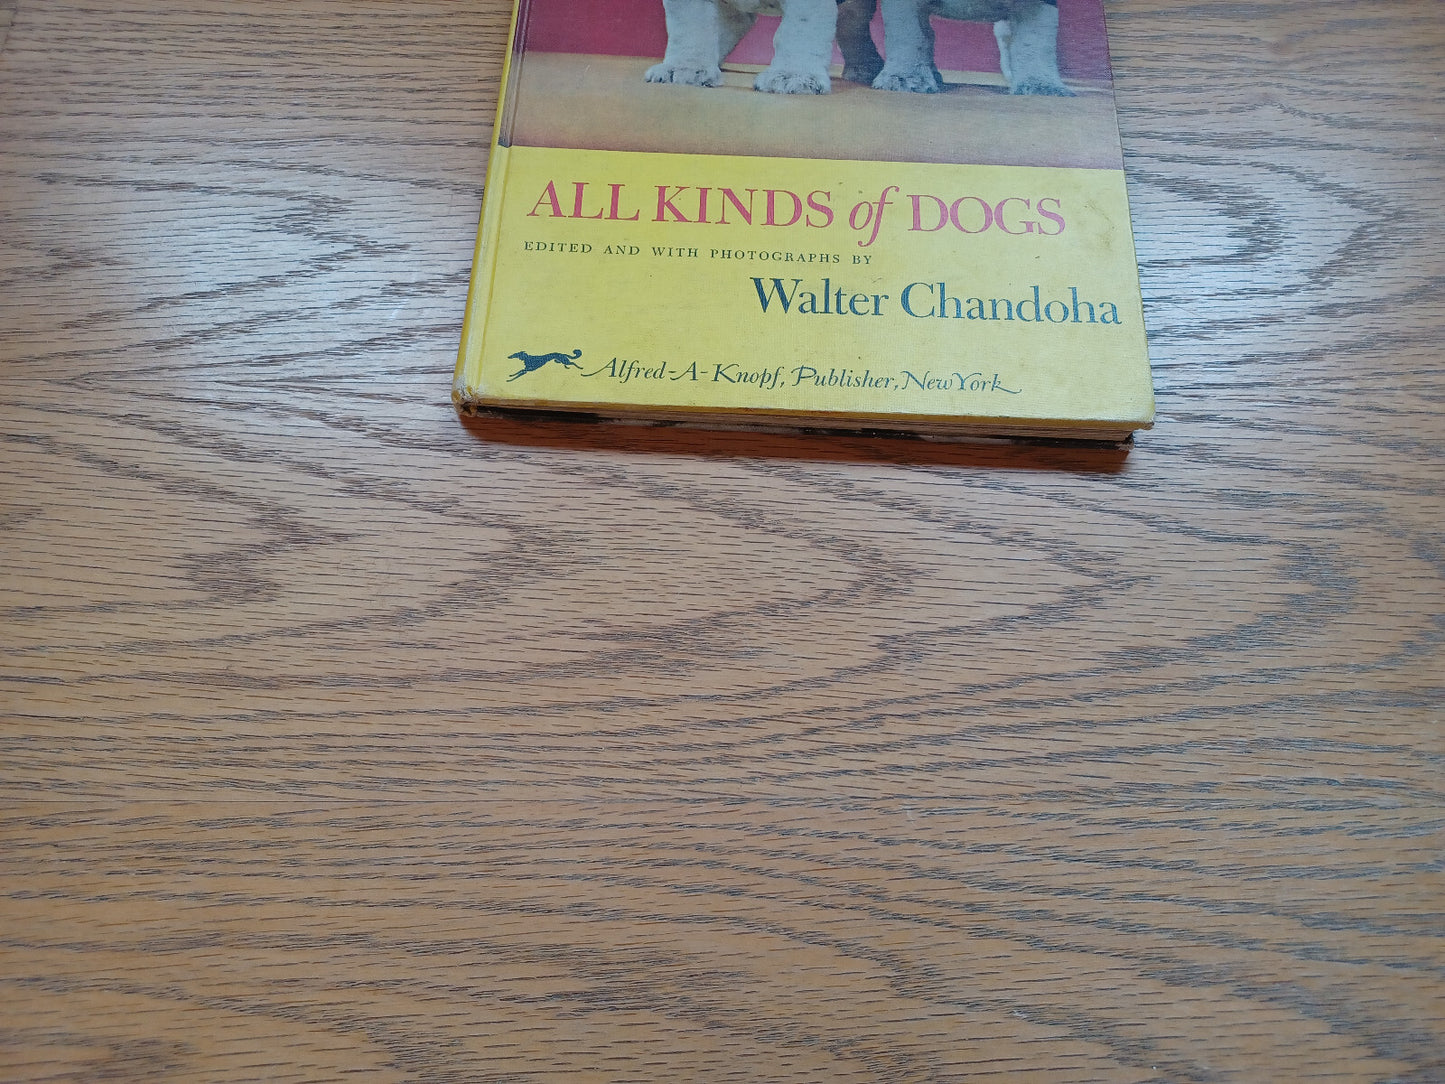 ALL KINDS of DOGS
EDITED AND WITH PHOTOGRAPHS BY
Walter Chandoha
Alfred-A-Knopf, Publisher, New York